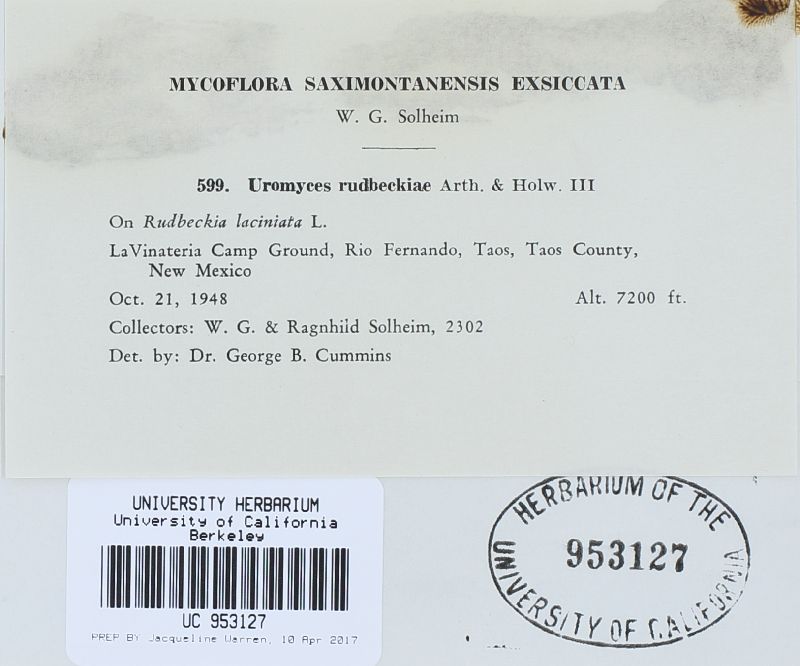 MYCOFLORA SAXIMONTANENSIS EXSICCATA
W. G. Solheim
599. Uromyces rudbeckiae Arth. & Holw. III
On Rudbeckia laciniata L.
LaVinateria Camp Ground, Rio Fernando, Taos, Taos County,
New Mexico
Oct. 21, 1948 Alt. 7200 ft.
Collectors: W. G. & Ragnhild Solheim, 2302
Det. by: Dr. George B. Cummins
UNIVERSITY HERBARIUM
University of California
Berkeley
UC 953127
PREP BY Jacqueline Warren, 10 Apr 2017
HERBARIUM OF THE
953127
UNIVERSITY OF CALIFORNIA